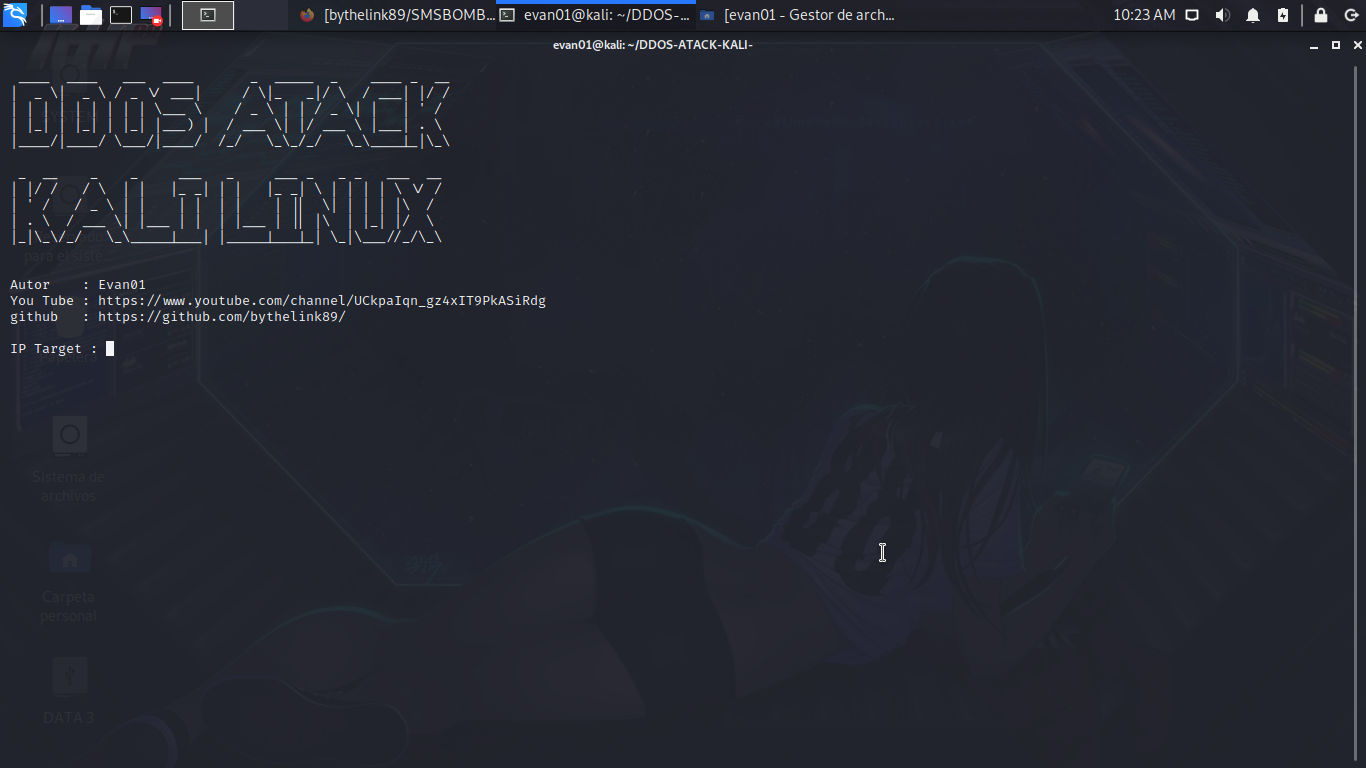 10:23 AM
[bythelink89/SMSBOMB...
evan01@kali: ~/DDOS-...
[evan01 - Gestor de arch...
evan01@kali: ~/DDOS-ATACK-KALI-
DDOS ATACK
KALI LINUX
Autor : Evan01
You Tube : https://www.youtube.com/channel/UCkpaIqn_gz4xIT9PkASiRdg
github : https://github.com/bythelink89/
IP Target :
para el siste...
Sistema de
archivos
Carpeta
personal
DATA 3